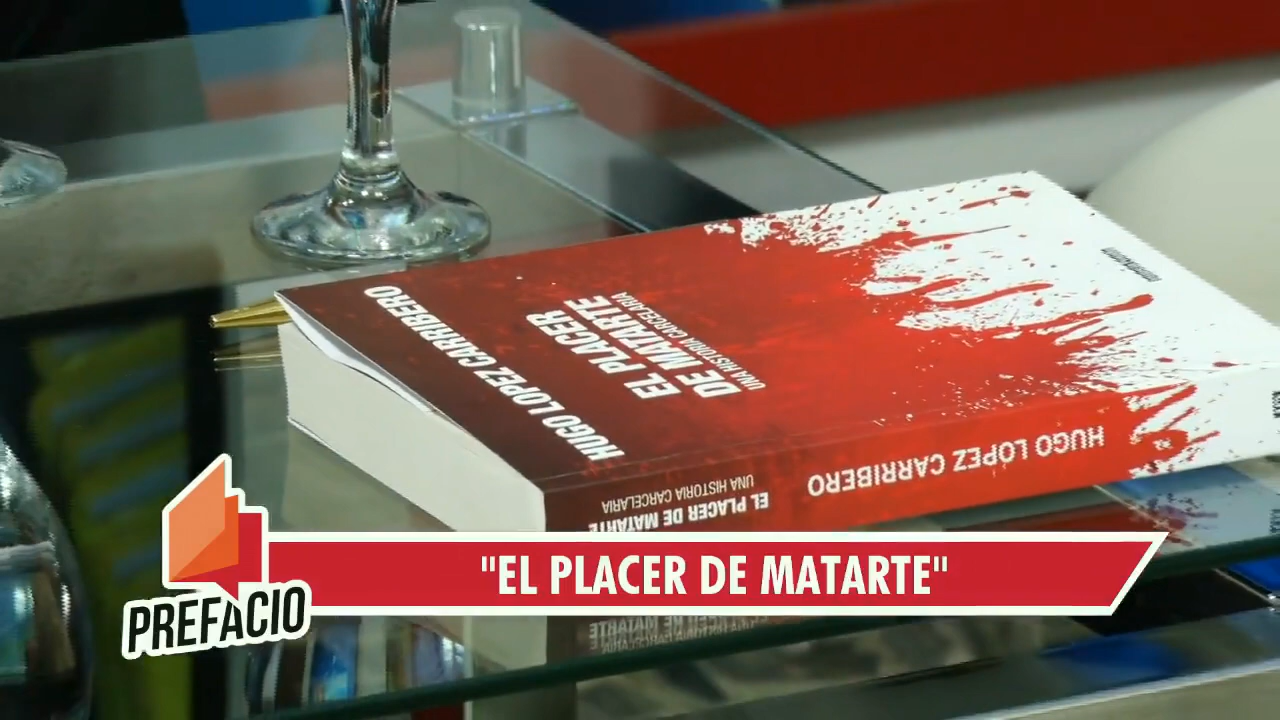 HUGO LOPEZ CARRIBERO
EL PLACER
DE MATARTE
UNA HISTORIA CARCELARIA
HUGO LOPEZ CARRIBERO
EL PLACER DE MATARTE
UNA HISTORIA CARCELARIA
"EL PLACER DE MATARTE"
PREFACIO